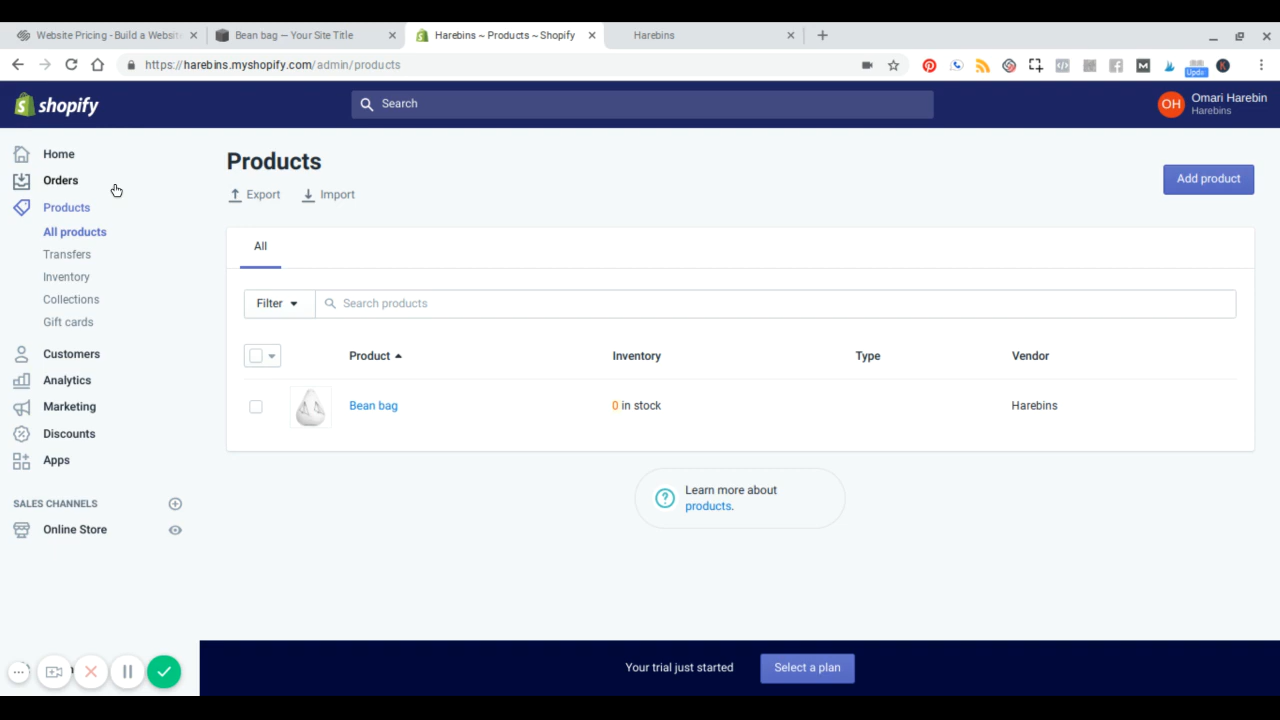 Website Pricing - Build a Websit
Bean bag — Your Site Title
Harebins ~ Products ~ Shopify
Harebins
https://harebins.myshopify.com/admin/products
Upda
K
shopify
Search
OH
Omari Harebin
Harebins
Home
Orders
Products
All products
Transfers
Inventory
Collections
Gift cards
Customers
Analytics
Marketing
Discounts
Apps
SALES CHANNELS
Online Store
Products
Export
Import
Add product
All
Filter
Search products
Product
Inventory
Type
Vendor
Bean bag
0 in stock
Harebins
Learn more about
products.
Your trial just started
Select a plan